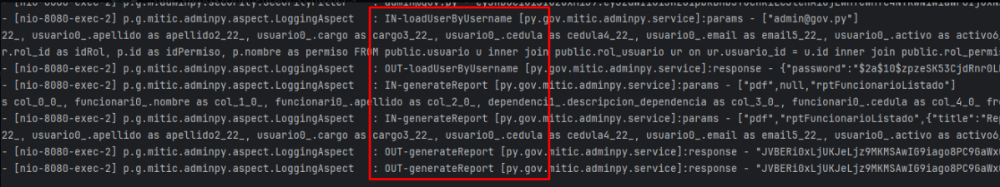 - [nio-8080-exec-2] p.g.m.adminpy.security.SecurityFilter : admin@gov.py -
- [nio-8080-exec-2] p.g.mitic.adminpy.aspect.LoggingAspect : IN-loadUserByUsername [py.gov.mitic.adminpy.service]:params - ["admin@gov.py"]
22_, usuario0_.apellido as apellido2_22_, usuario0_.cargo as cargo3_22_, usuario0_.cedula as cedula4_22_, usuario0_.email as email5_22_, usuario0_.activo as activo6
r.rol_id as idRol, p.id as idPermiso, p.nombre as permiso FROM public.usuario u inner join public.rol_usuario ur on ur.usuario_id = u.id inner join public.rol_permis
- [nio-8080-exec-2] p.g.mitic.adminpy.aspect.LoggingAspect : OUT-loadUserByUsername [py.gov.mitic.adminpy.service]:response - {"password":"$2a$10$zpzeSK53CjdRnr0L
- [nio-8080-exec-2] p.g.mitic.adminpy.aspect.LoggingAspect : IN-generateReport [py.gov.mitic.adminpy.service]:params - ["pdf",null,"rptFuncionarioListado"]
s col_0_0_, funcionari0_.nombre as col_1_0_, funcionari0_.apellido as col_2_0_, dependenci1_.descripcion_dependencia as col_3_0_, funcionari0_.cedula as col_4_0_ fro
- [nio-8080-exec-2] p.g.mitic.adminpy.aspect.LoggingAspect : IN-generateReport [py.gov.mitic.adminpy.service]:params - ["pdf","rptFuncionarioListado",{"title":"Rep
22_, usuario0_.apellido as apellido2_22_, usuario0_.cargo as cargo3_22_, usuario0_.cedula as cedula4_22_, usuario0_.email as email5_22_, usuario0_.activo as activo6
- [nio-8080-exec-2] p.g.mitic.adminpy.aspect.LoggingAspect : OUT-generateReport [py.gov.mitic.adminpy.service]:response - "JVBERi0xLjUKJeLjz9MKMSAwIG9iago8PC9GaWx
- [nio-8080-exec-2] p.g.mitic.adminpy.aspect.LoggingAspect : OUT-generateReport [py.gov.mitic.adminpy.service]:response - "JVBERi0xLjUKJeLjz9MKMSAwIG9iago8PC9GaWx